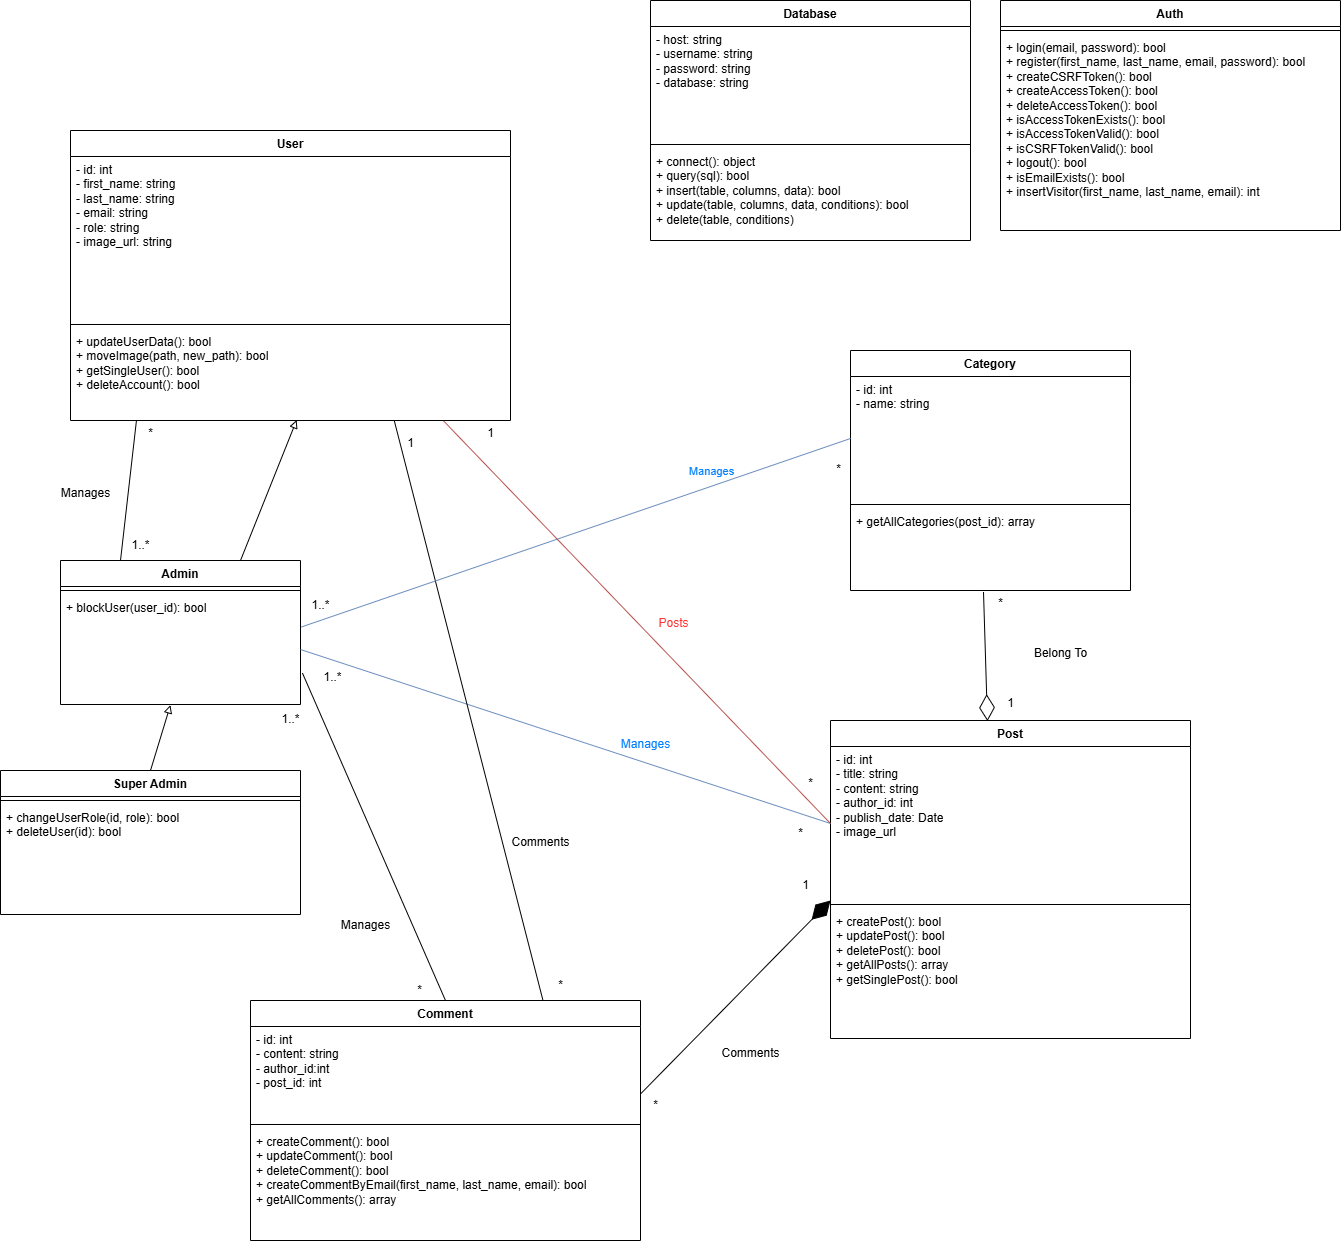 Database
- host: string
- username: string
- password: string
- database: string
+ connect(): object
+ query(sql): bool
+ insert(table, columns, data): bool
+ update(table, columns, data, conditions): bool
+ delete(table, conditions)
Auth
+ login(email, password): bool
+ register(first_name, last_name, email, password): bool
+ createCSRFToken(): bool
+ createAccessToken(): bool
+ deleteAccessToken(): bool
+ isAccessTokenExists(): bool
+ isAccessTokenValid(): bool
+ isCSRFTokenValid(): bool
+ logout(): bool
+ isEmailExists(): bool
+ insertVisitor(first_name, last_name, email): int
User
- id: int
- first_name: string
- last_name: string
- email: string
- role: string
- image_url: string
+ updateUserData(): bool
+ moveImage(path, new_path): bool
+ getSingleUser(): bool
+ deleteAccount(): bool
Category
- id: int
- name: string
+ getAllCategories(post_id): array
*
1
1
Manages
*
Manages
1..*
Admin
+ blockUser(user_id): bool
1..*
*
Posts
Belong To
1..*
1..*
1
Manages
Post
- id: int
- title: string
- content: string
- author_id: int
- publish_date: Date
- image_url
+ createPost(): bool
+ updatePost(): bool
+ deletePost(): bool
+ getAllPosts(): array
+ getSinglePost(): bool
Super Admin
+ changeUserRole(id, role): bool
+ deleteUser(id): bool
*
*
Comments
1
Manages
*
*
Comment
- id: int
- content: string
- author_id:int
- post_id: int
+ createComment(): bool
+ updateComment(): bool
+ deleteComment(): bool
+ createCommentByEmail(first_name, last_name, email): bool
+ getAllComments(): array
Comments
*